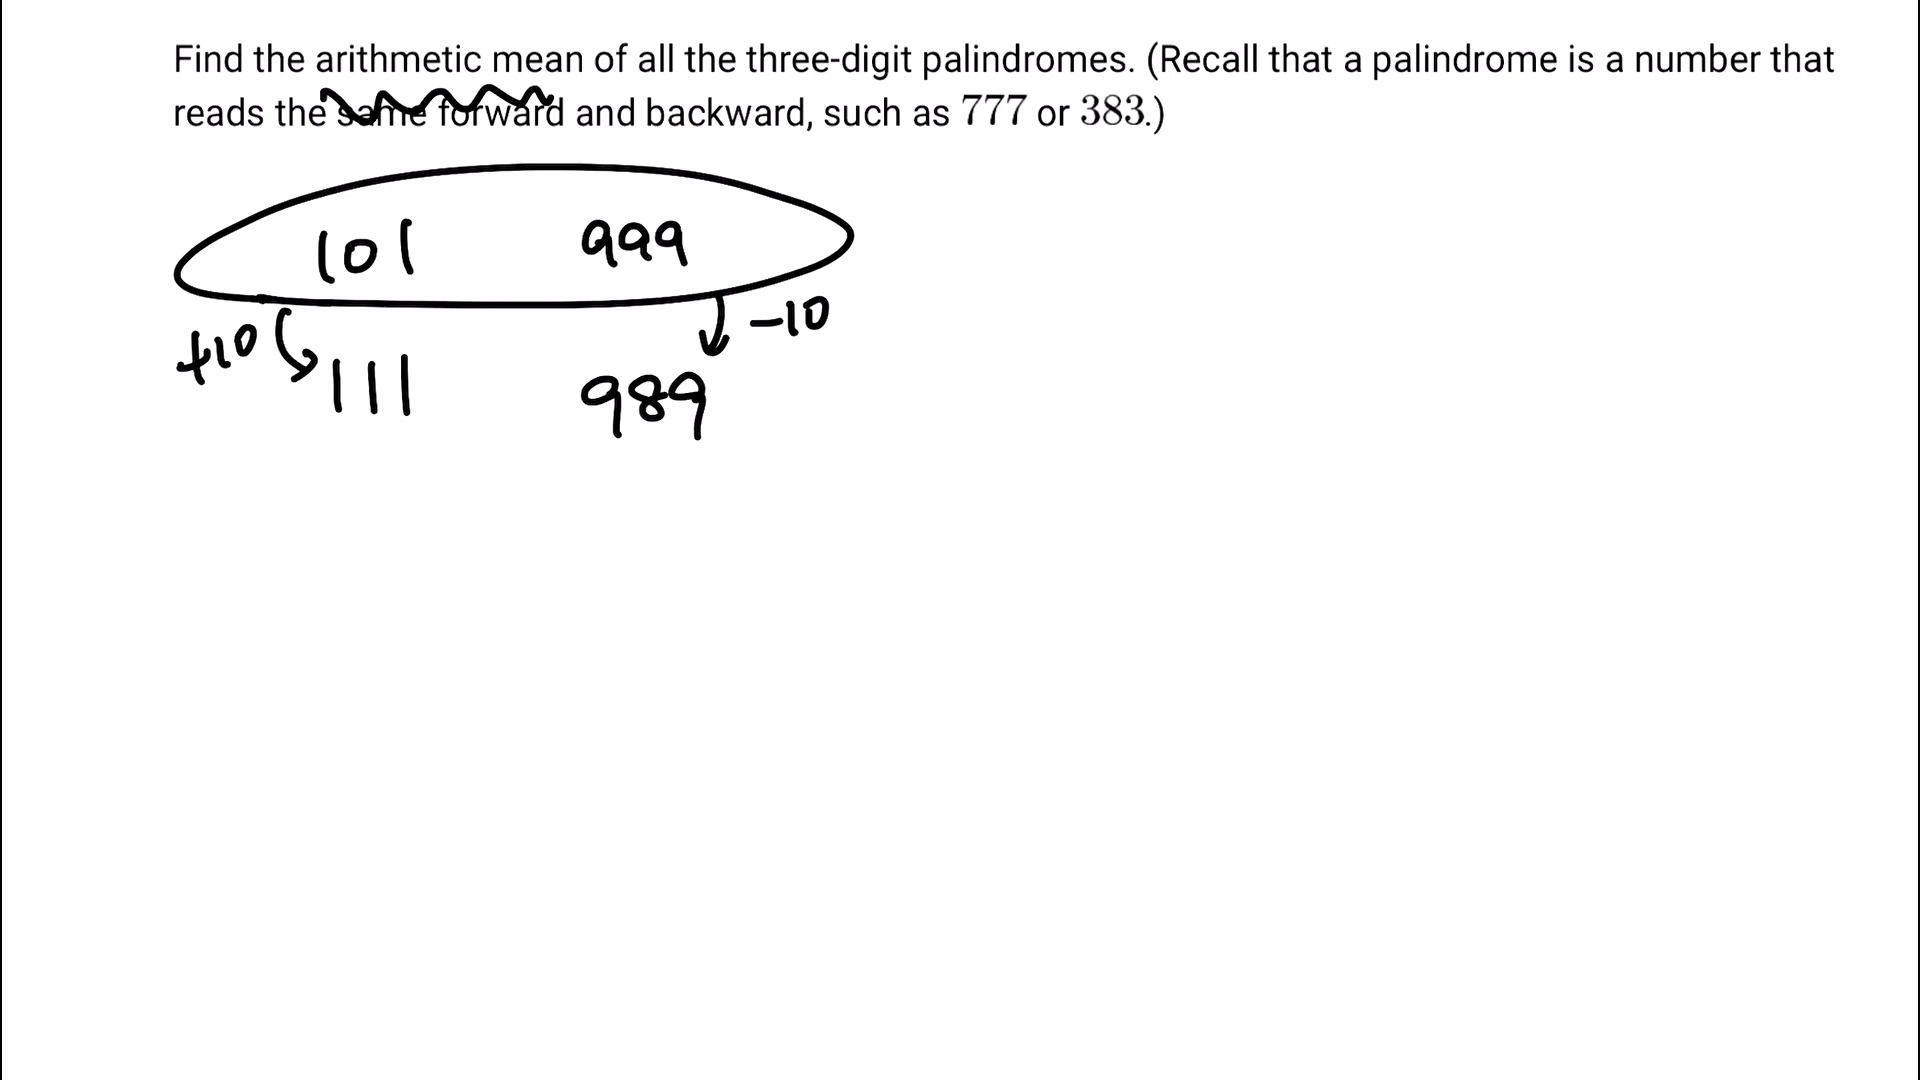 Find the arithmetic mean of all the three-digit palindromes. (Recall that a palindrome is a number that
reads the same forward and backward, such as 777 or 383.)
101 999
+10 -10
111 989